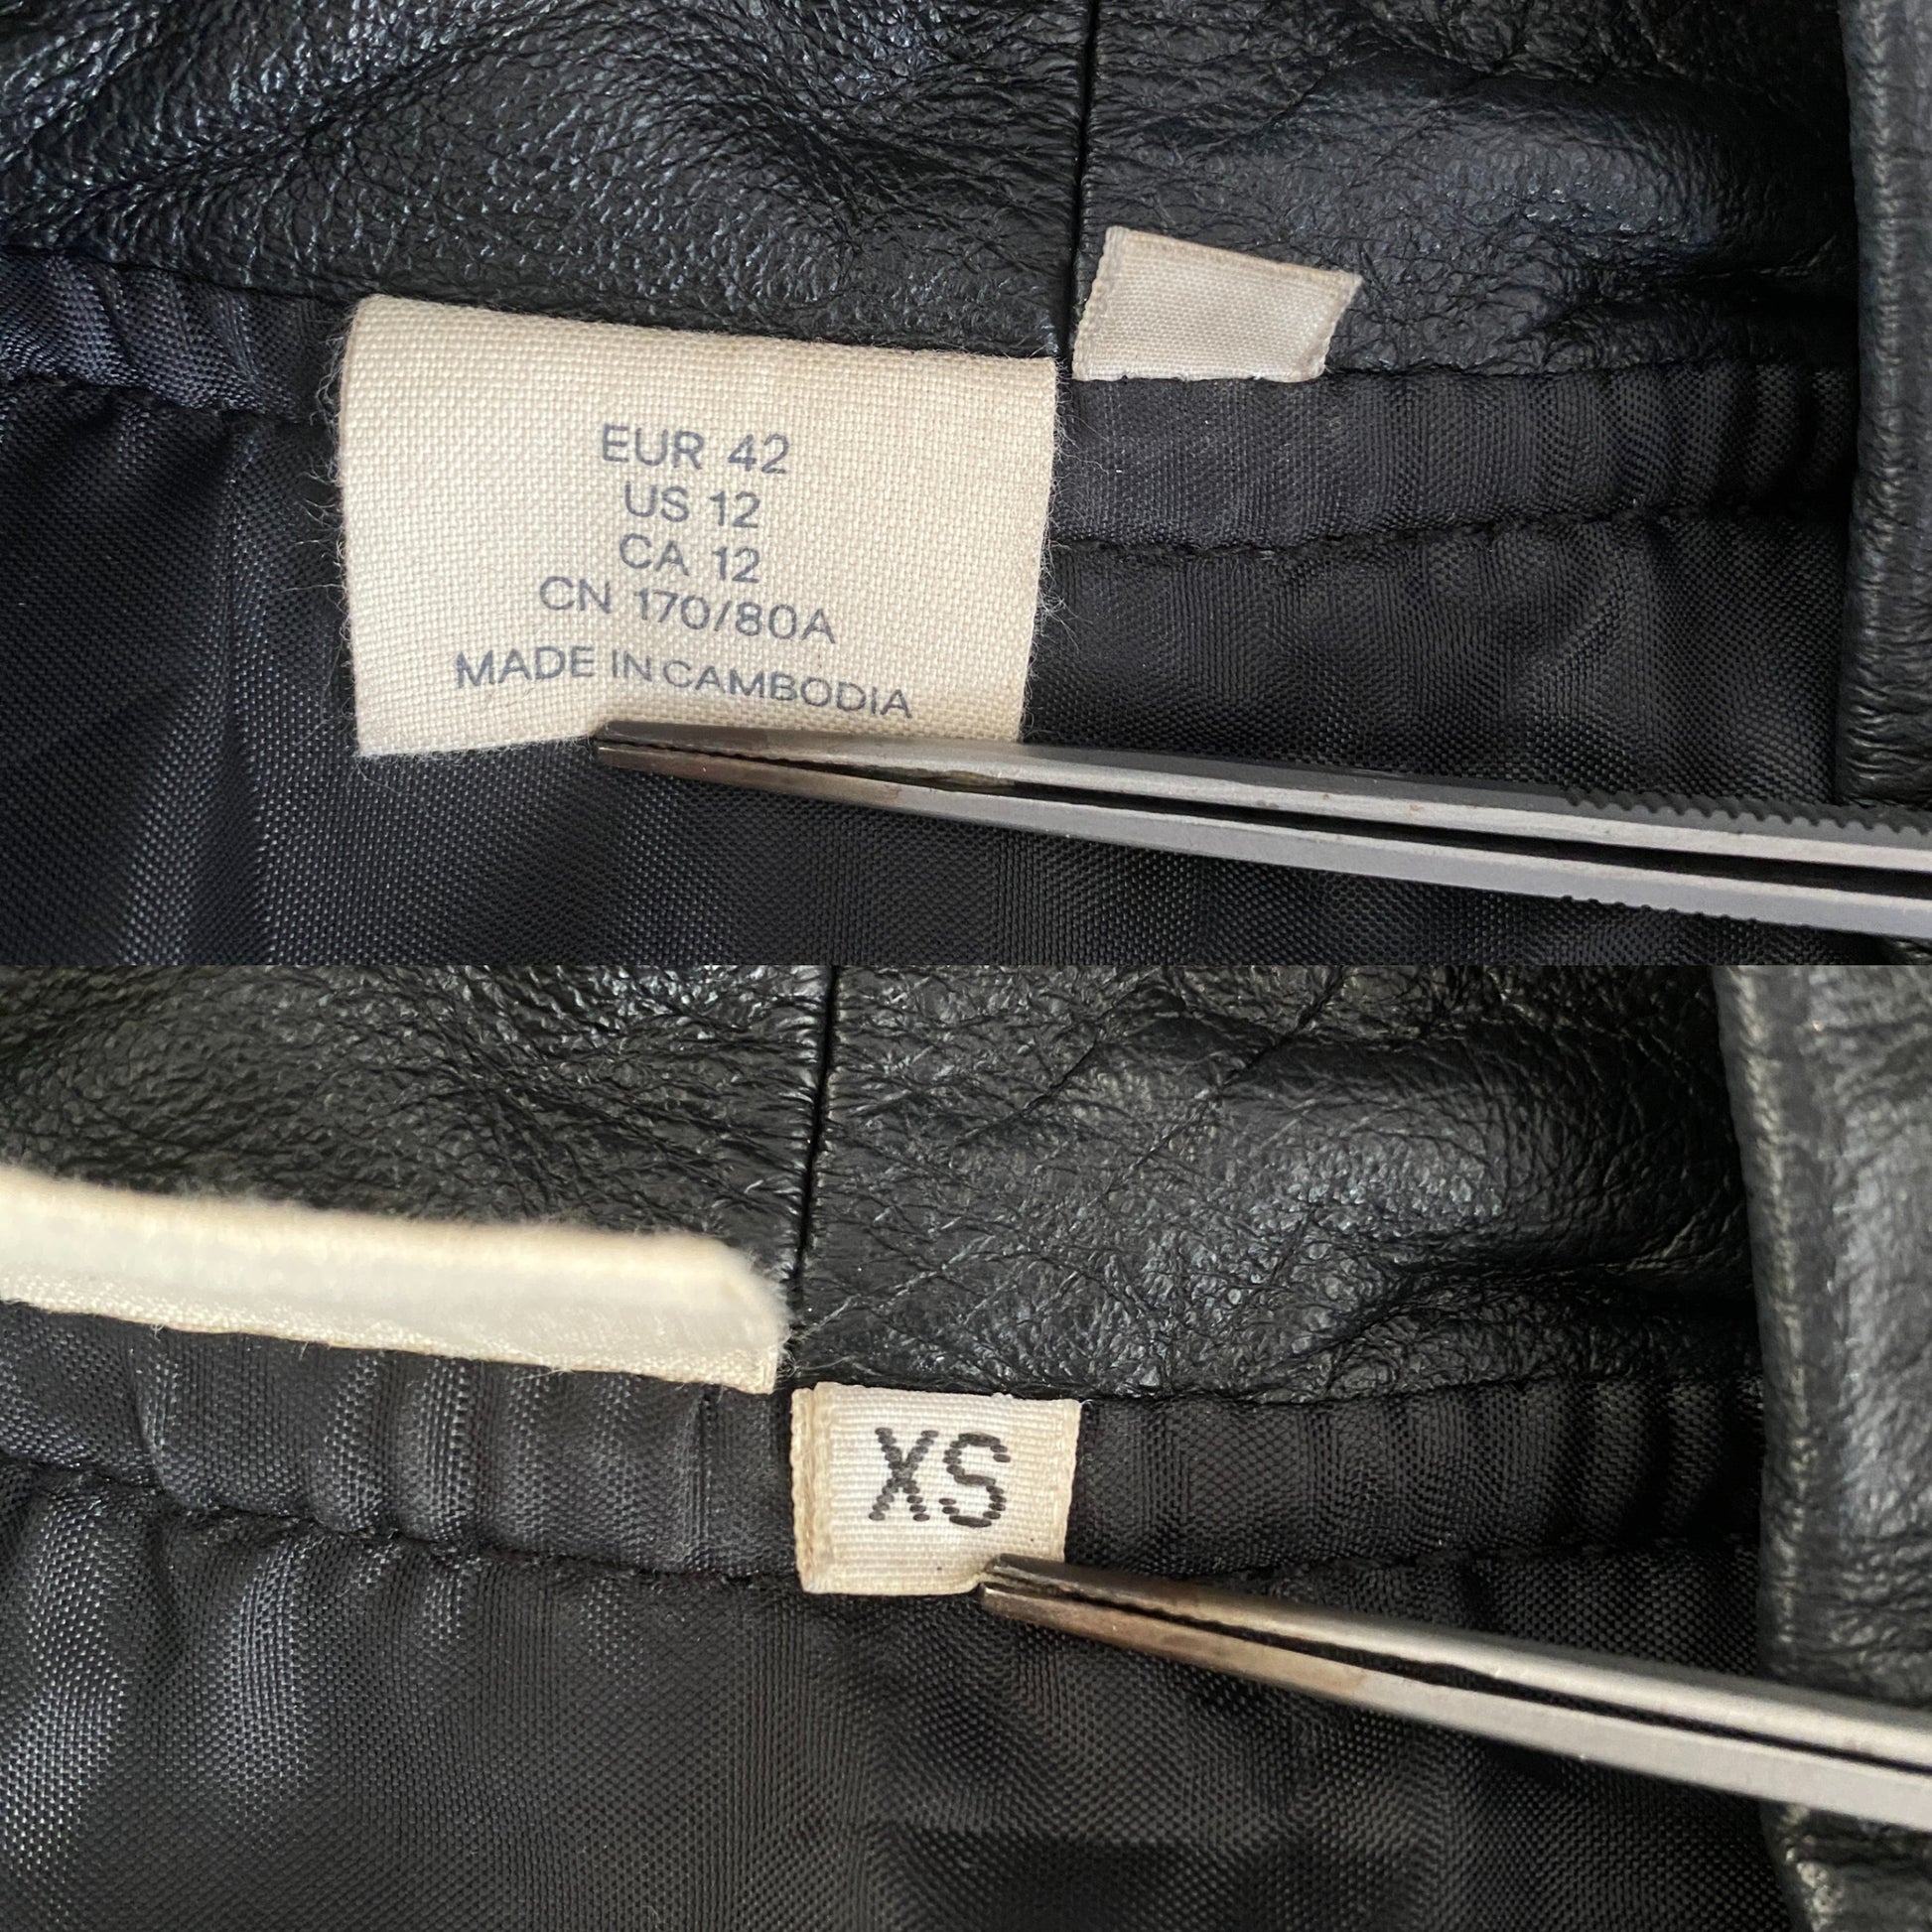 EUR 42
US 12
CA 12
CN 170/80A
MADE IN CAMBODIA
XS